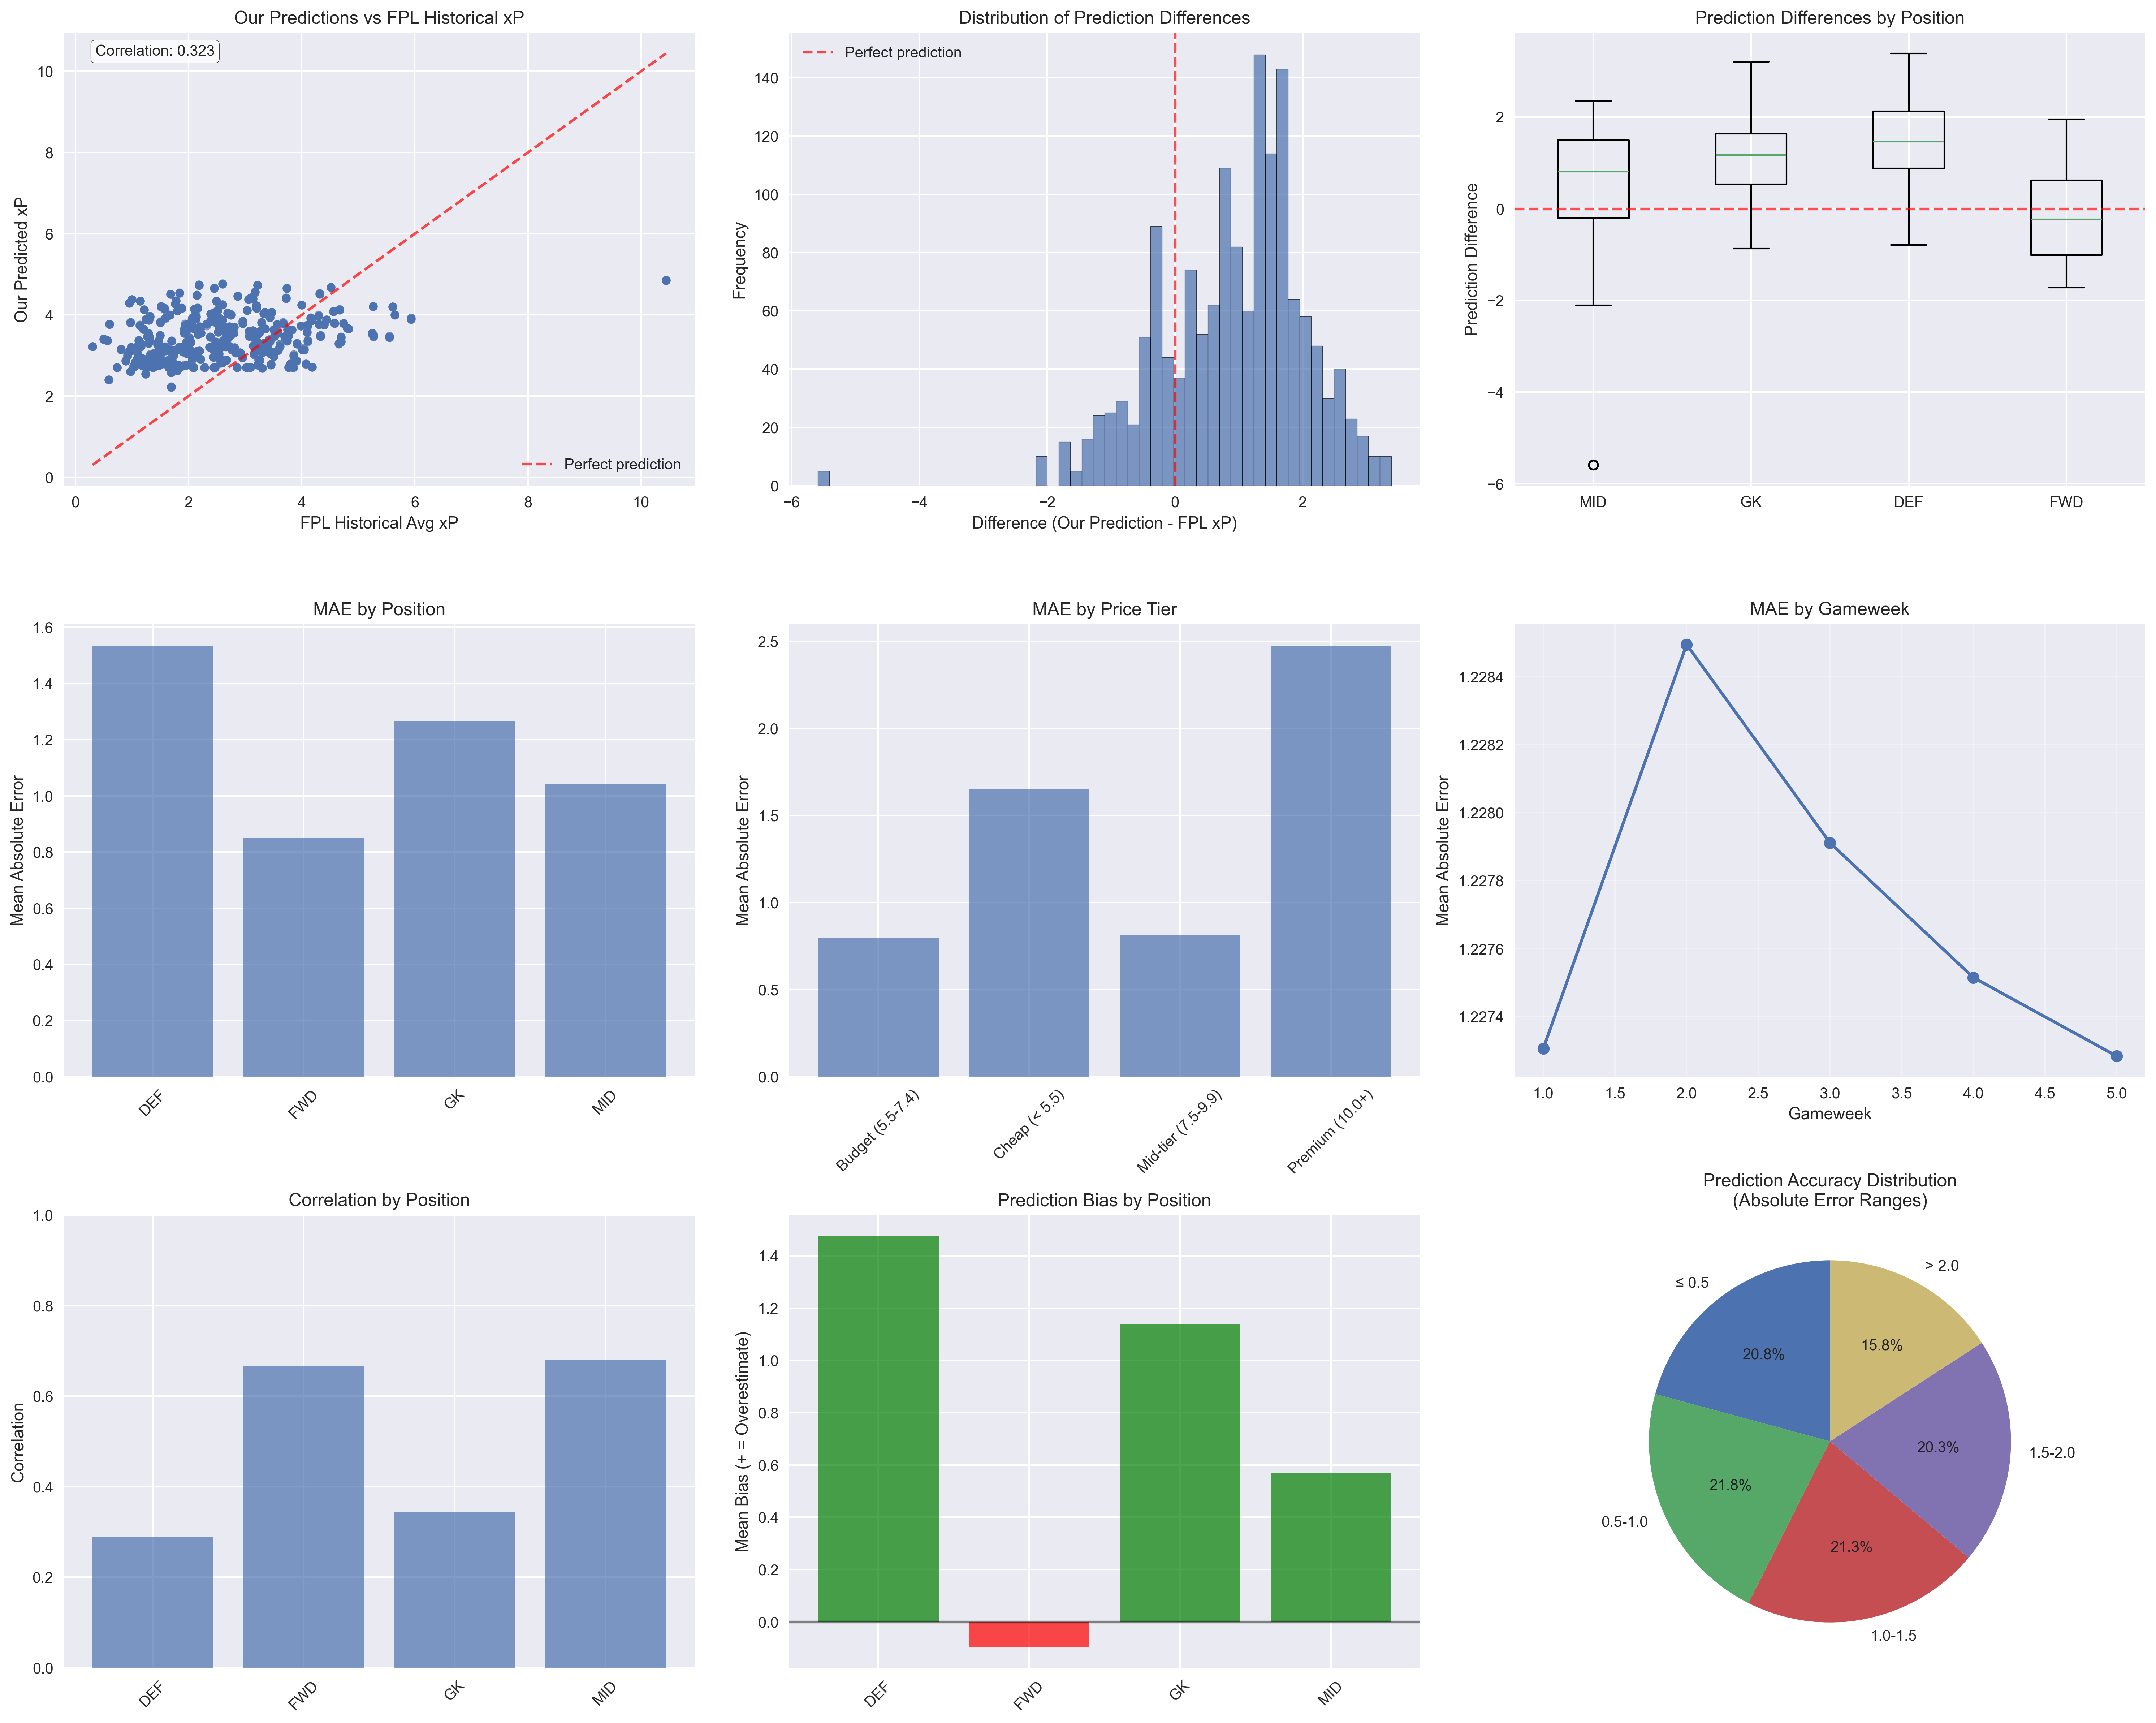 Our Predictions vs FPL Historical xP
Correlation: 0.323
Our Predicted xP
10
8
6
4
2
0
Perfect prediction
0 2 4 6 8 10
FPL Historical Avg xP
Distribution of Prediction Differences
Perfect prediction
Frequency
140
120
100
80
60
40
20
0
−6 −4 −2 0 2
Difference (Our Prediction - FPL xP)
Prediction Differences by Position
Prediction Difference
2
0
−2
−4
−6
MID GK DEF FWD
MAE by Position
Mean Absolute Error
1.6
1.4
1.2
1.0
0.8
0.6
0.4
0.2
0.0
DEF FWD GK MID
MAE by Price Tier
Mean Absolute Error
2.5
2.0
1.5
1.0
0.5
0.0
Budget (5.5-7.4)
Cheap (< 5.5)
Mid-tier (7.5-9.9)
Premium (10.0+)
MAE by Gameweek
Mean Absolute Error
1.2284
1.2282
1.2280
1.2278
1.2276
1.2274
1.0 1.5 2.0 2.5 3.0 3.5 4.0 4.5 5.0
Gameweek
Correlation by Position
Correlation
1.0
0.8
0.6
0.4
0.2
0.0
DEF FWD GK MID
Prediction Bias by Position
Mean Bias (+ = Overestimate)
1.4
1.2
1.0
0.8
0.6
0.4
0.2
0.0
DEF FWD GK MID
Prediction Accuracy Distribution
(Absolute Error Ranges)
≤ 0.5
20.8%
0.5-1.0
21.8%
1.0-1.5
21.3%
1.5-2.0
20.3%
> 2.0
15.8%